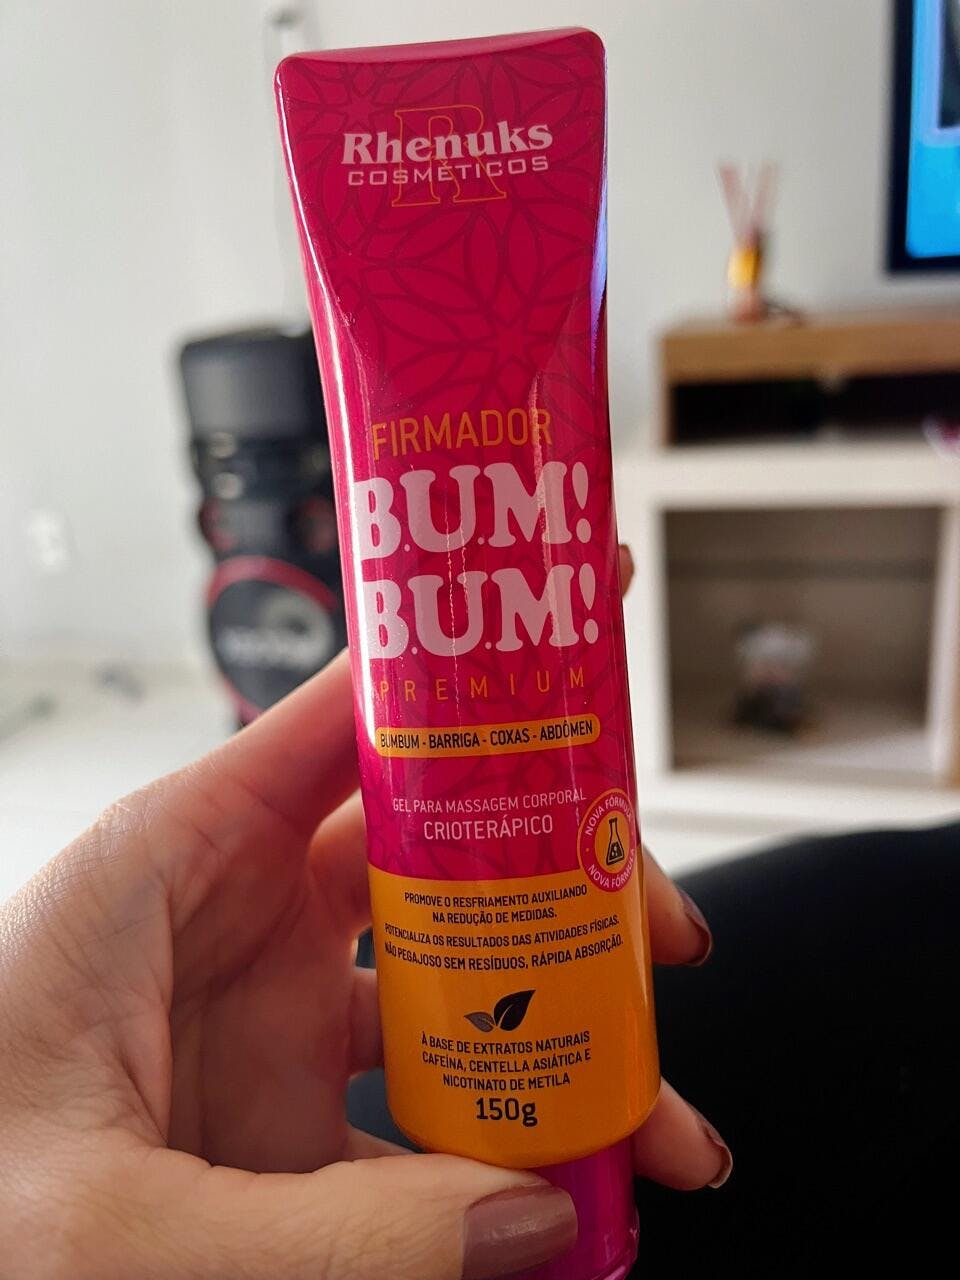 Rhenuks
COSMÉTICOS
FIRMADOR
B.U.M!
B.U.M!
PREMIUM
BUMBUM - BARRIGA - COXAS - ABDÔMEN
GEL PARA MASSAGEM CORPORAL
CRIOTERÁPICO
NOVA FÓRMULA
NOVA FÓRMULA
PROMOVE O RESFRIAMENTO AUXILIANDO
NA REDUÇÃO DE MEDIDAS.
POTENCIALIZA OS RESULTADOS DAS ATIVIDADES FÍSICAS.
NÃO PEGAJOSO SEM RESÍDUOS, RÁPIDA ABSORÇÃO.
À BASE DE EXTRATOS NATURAIS
CAFEÍNA, CENTELLA ASIÁTICA E
NICOTINATO DE METILA
150g